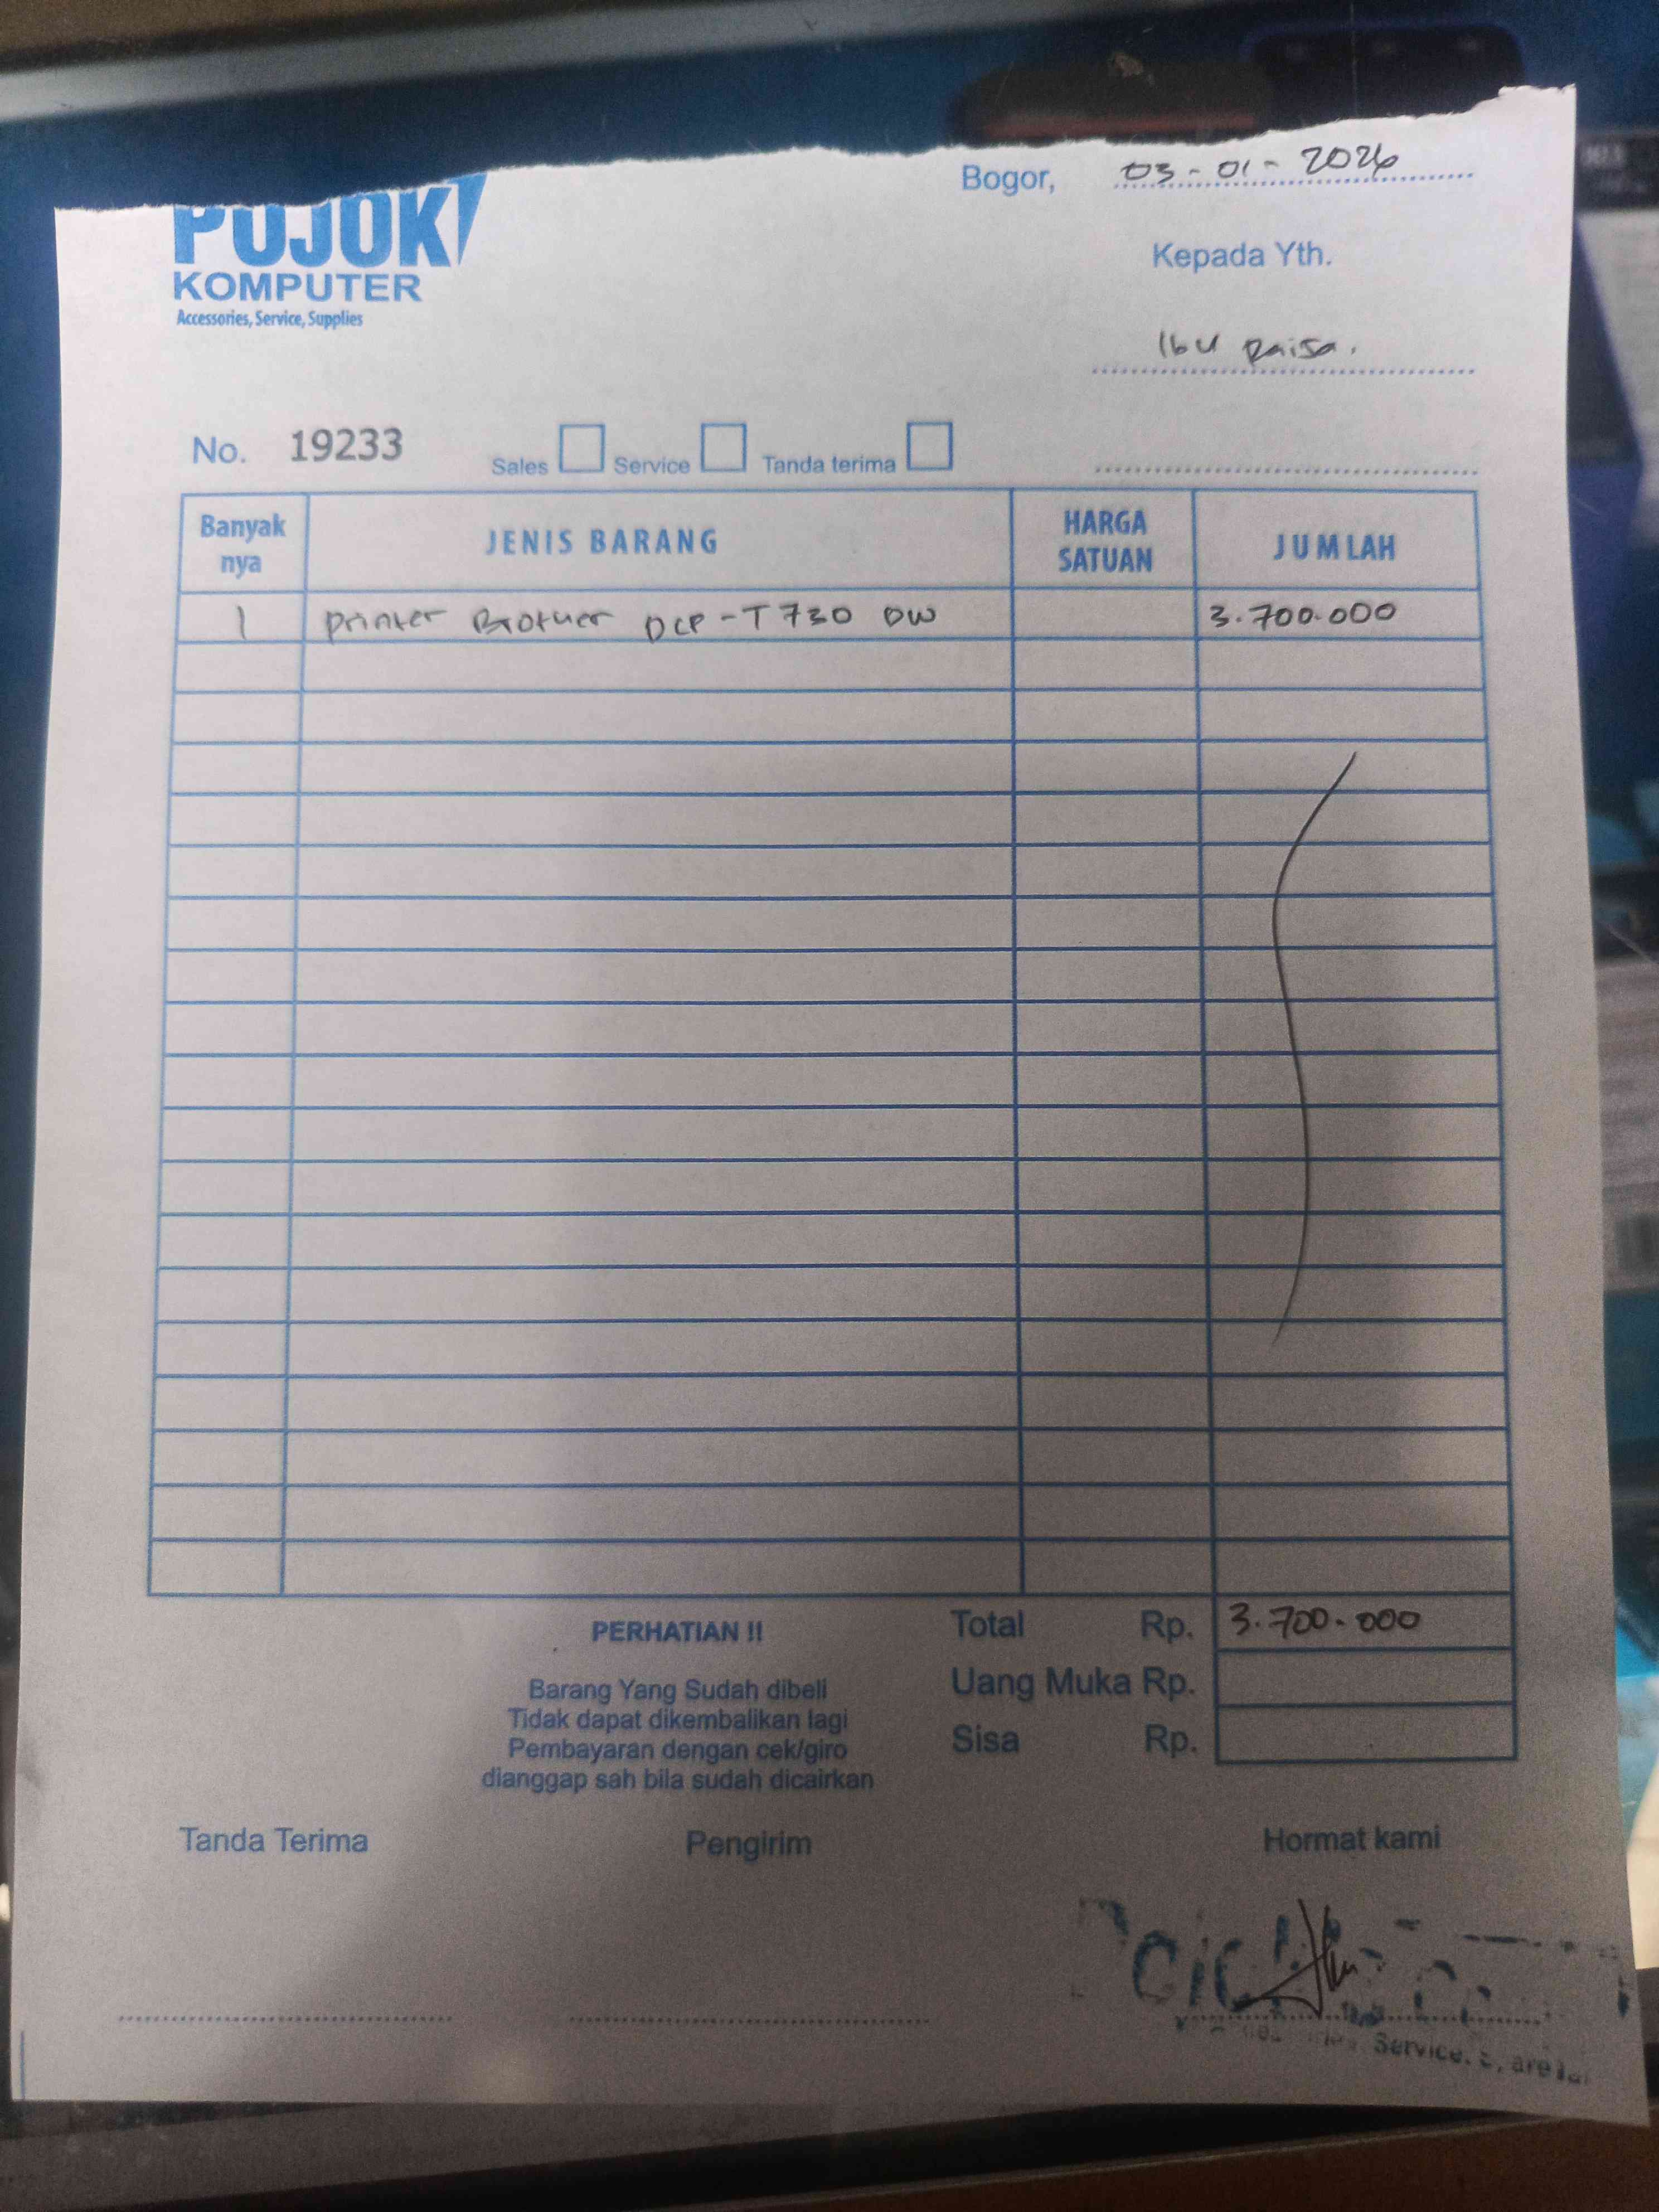 Bogor, 03-01-2026
POJOK
KOMPUTER
Accessories, Service, Supplies
Kepada Yth.
Ibu Raisa.
No. 19233 Sales Service Tanda terima
Banyak nya JENIS BARANG HARGA SATUAN JUMLAH
1 Printer Brother DCP-T730 DW 3.700.000
Total Rp. 3.700.000
Uang Muka Rp.
Sisa Rp.
PERHATIAN !!
Barang Yang Sudah dibeli
Tidak dapat dikembalikan lagi
Pembayaran dengan cek/giro
dianggap sah bila sudah dicairkan
Tanda Terima Pengirim Hormat kami
Service,